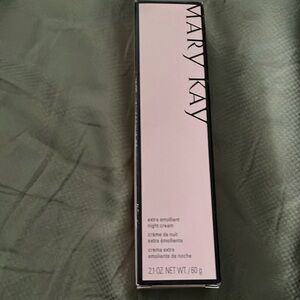 MARY KAY
extra emollient
night cream
crème de nuit
extra émolliente
crema extra
emoliente de noche
2.1 OZ. NET WT. / 60 g